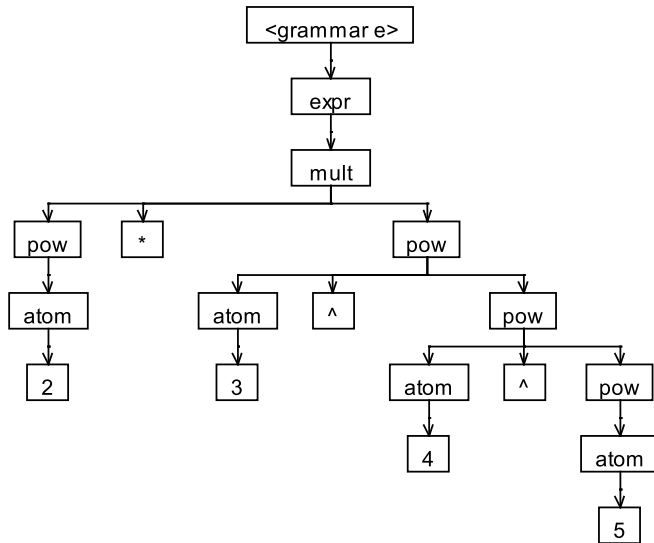 <grammar e>
expr
mult
pow * pow
atom atom ^ pow
2 3 atom ^ pow
4 atom
5